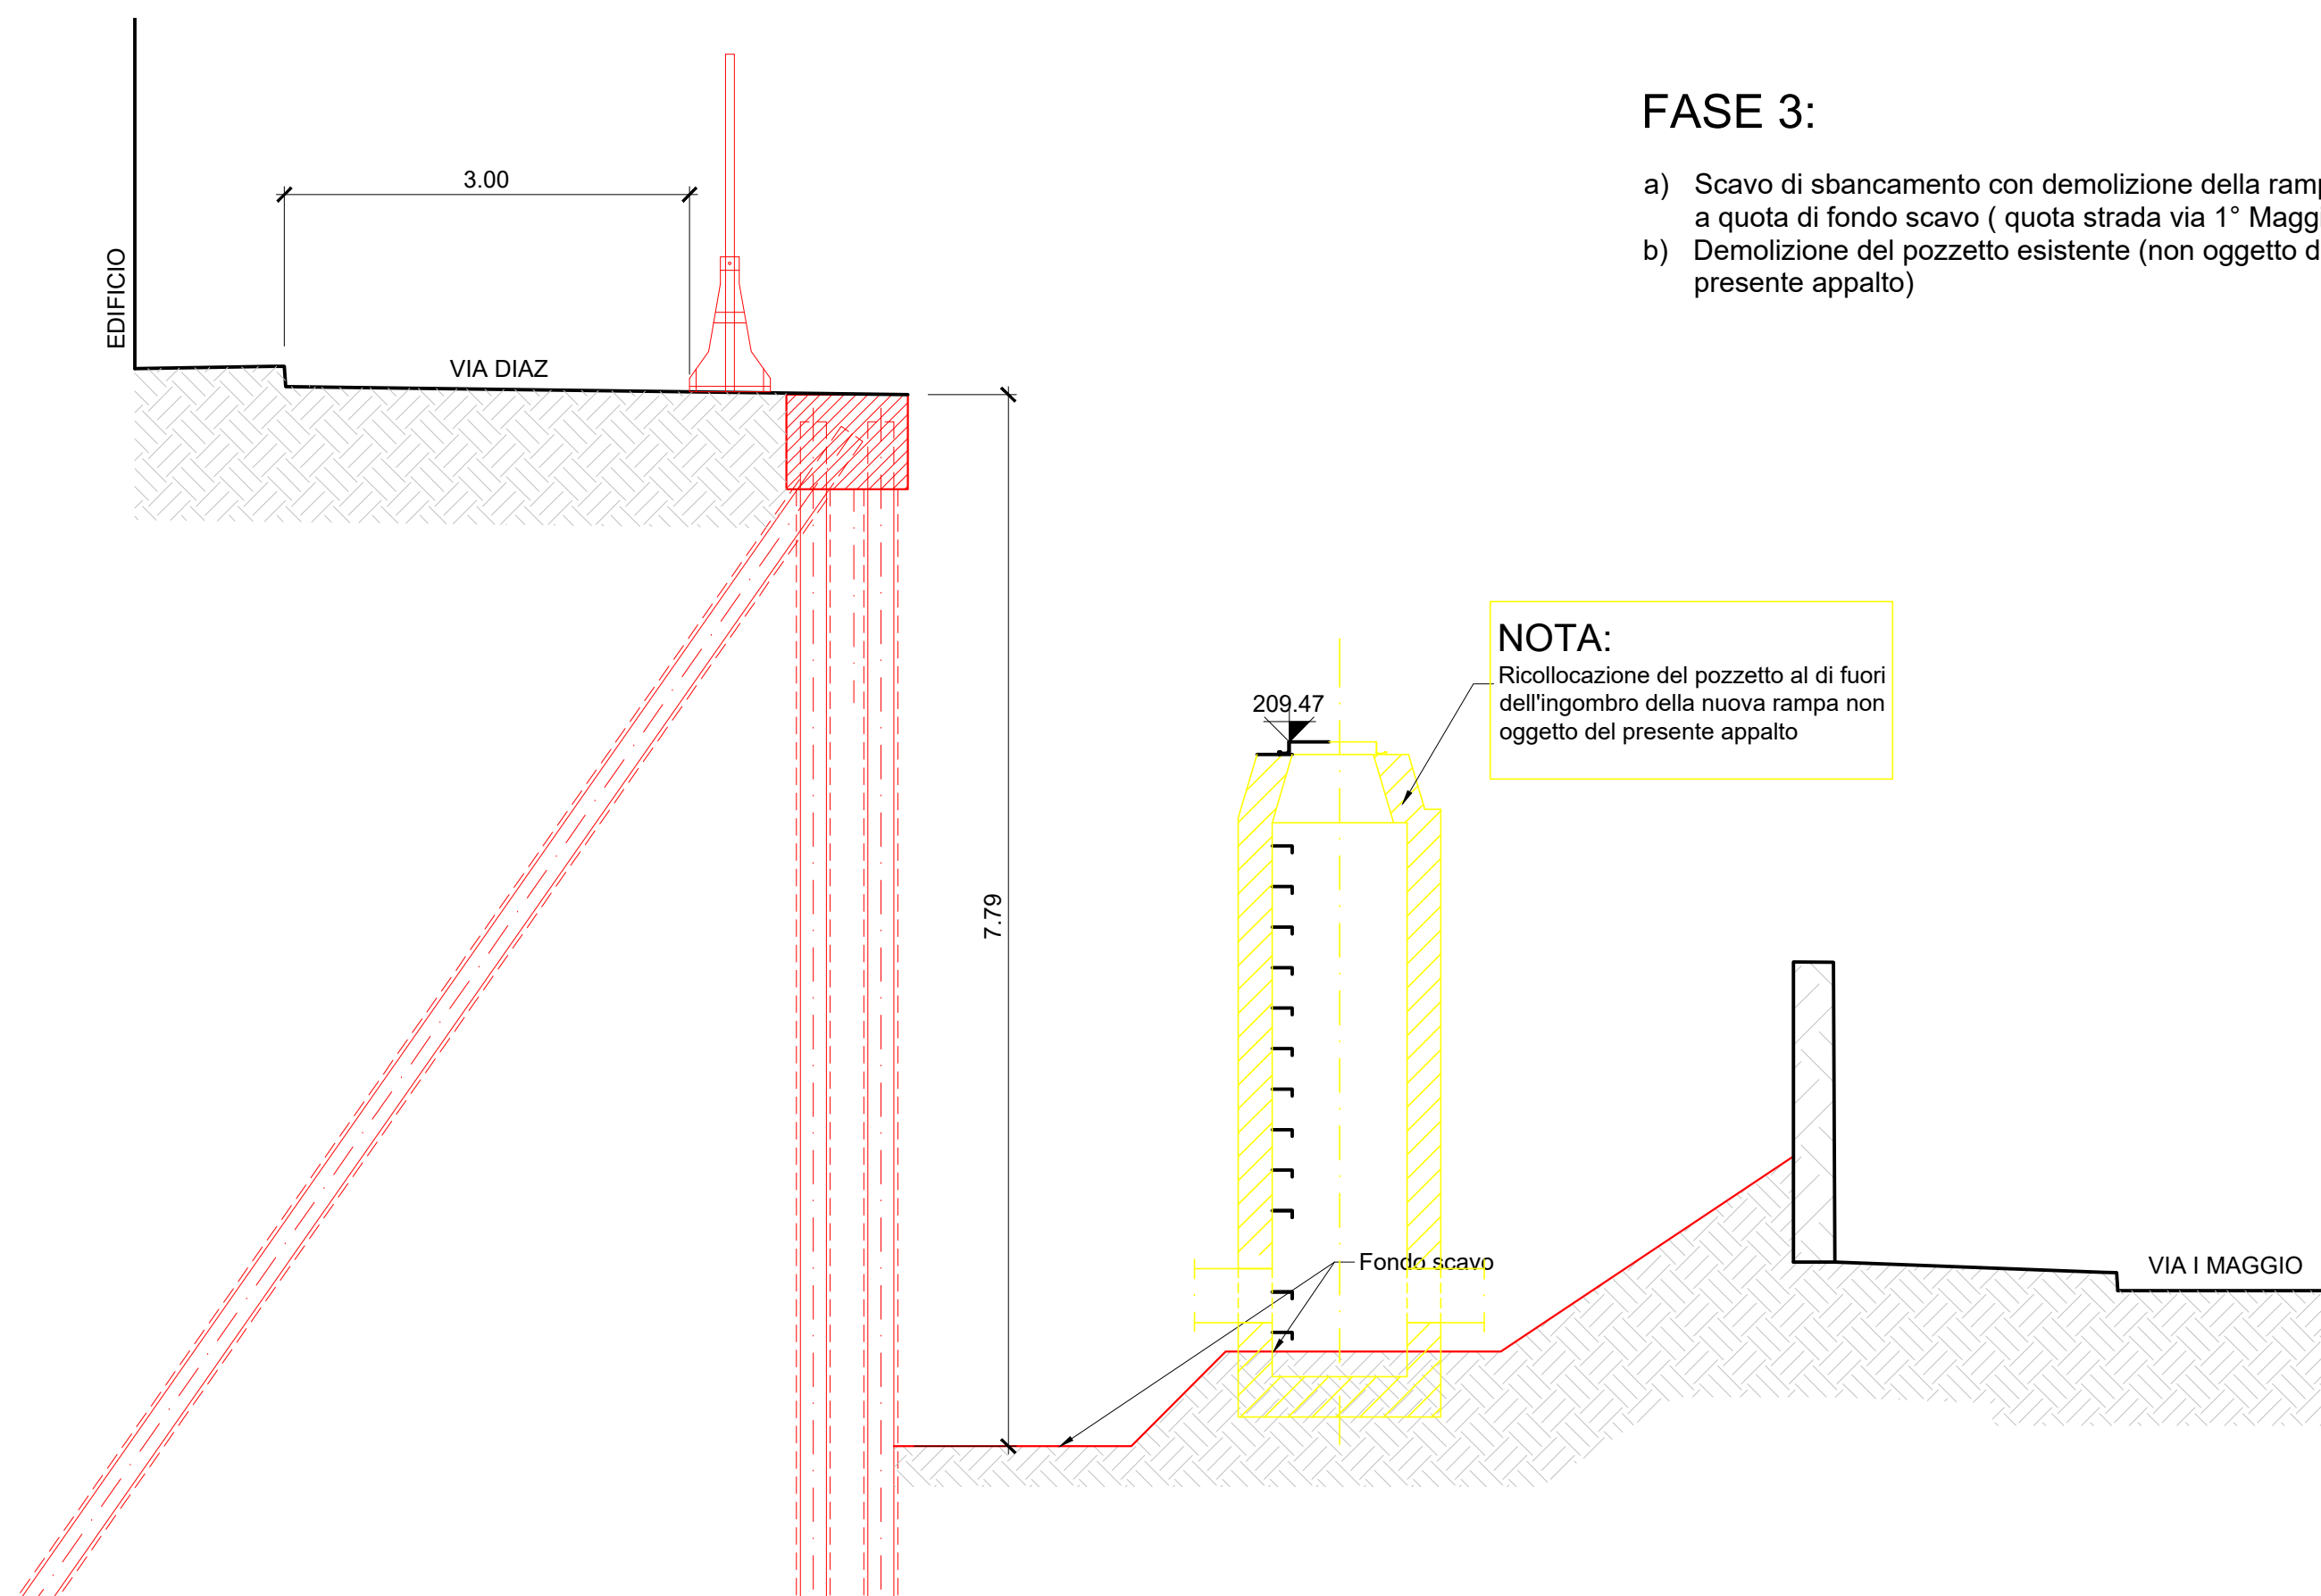 FASE 3:
a) Scavo di sbancamento con demolizione della
a quota di fondo scavo ( quota strada via 1°
b) Demolizione del pozzetto esistente (non oggetto
presente appalto)
3.00
EDIFICIO
VIA DIAZ
NOTA:
Ricollocazione del pozzetto al di fuori
dell'ingombro della nuova rampa non
oggetto del presente appalto
209.47
7.79
Fondo scavo
VIA I MAGGIO